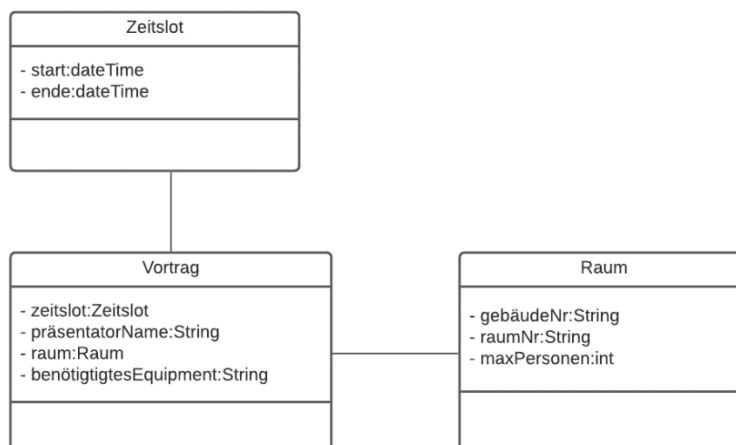 Zeitslot
- start:dateTime
- ende:dateTime
Vortrag
- zeitslot:Zeitslot
- präsentatorName:String
- raum:Raum
- benötigtigtesEquipment:String
Raum
- gebäudeNr:String
- raumNr:String
- maxPersonen:int